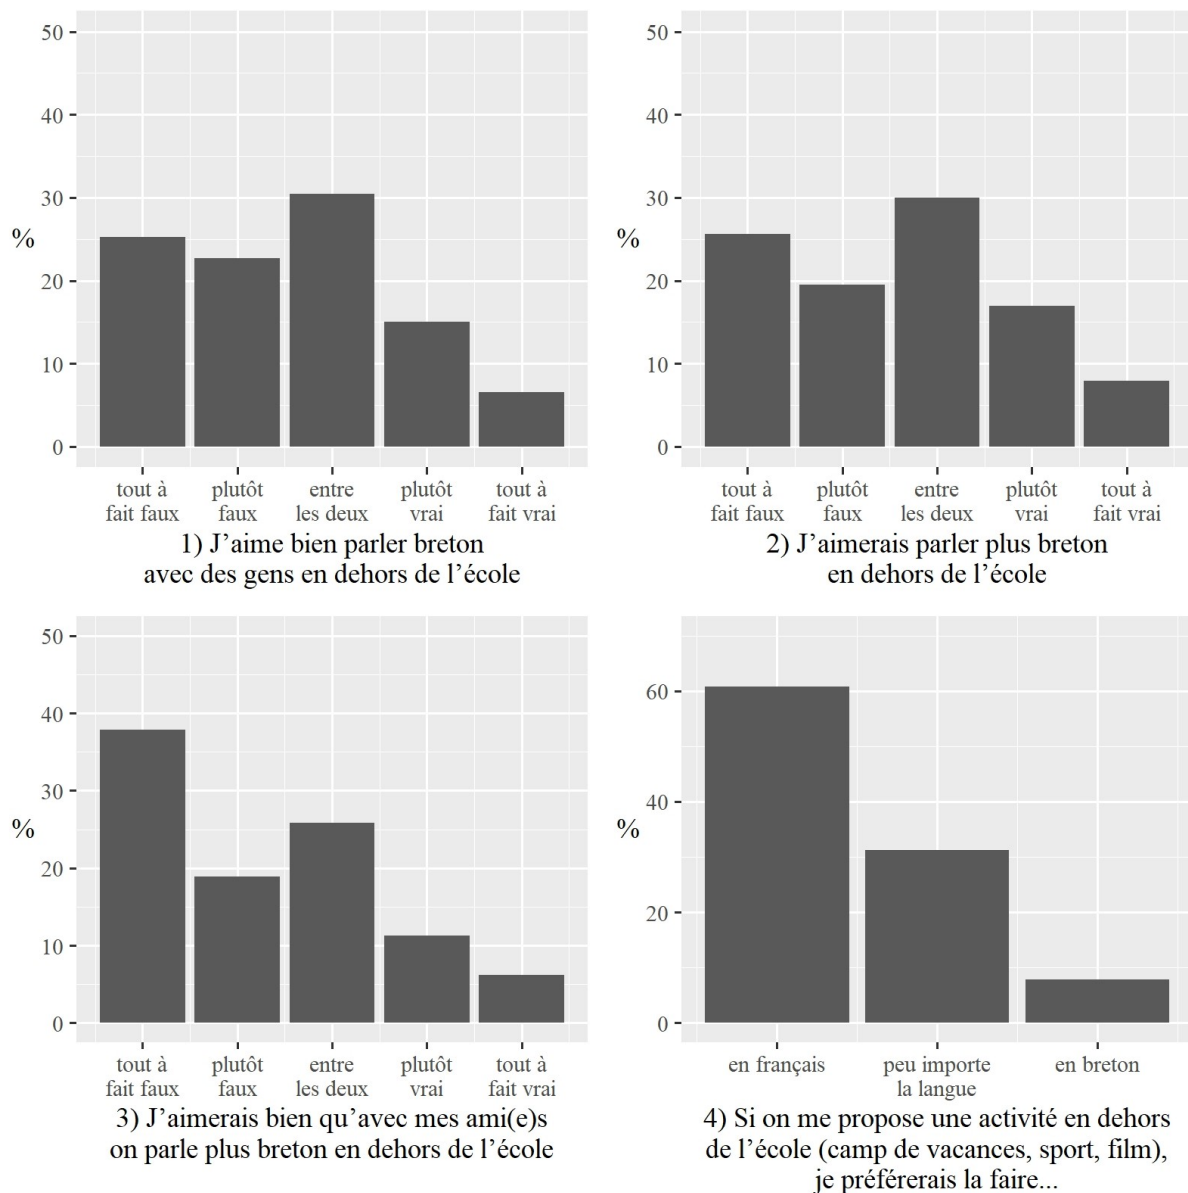 50
40
30
%
20
10
0
tout à fait faux
plutôt faux
entre les deux
plutôt vrai
tout à fait vrai
1) J’aime bien parler breton
avec des gens en dehors de l’école
50
40
30
%
20
10
0
tout à fait faux
plutôt faux
entre les deux
plutôt vrai
tout à fait vrai
2) J’aimerais parler plus breton
en dehors de l’école
50
40
30
%
20
10
0
tout à fait faux
plutôt faux
entre les deux
plutôt vrai
tout à fait vrai
3) J’aimerais bien qu’avec mes ami(e)s
on parle plus breton en dehors de l’école
60
40
%
20
0
en français
peu importe la langue
en breton
4) Si on me propose une activité en dehors
de l’école (camp de vacances, sport, film),
je préférerais la faire...